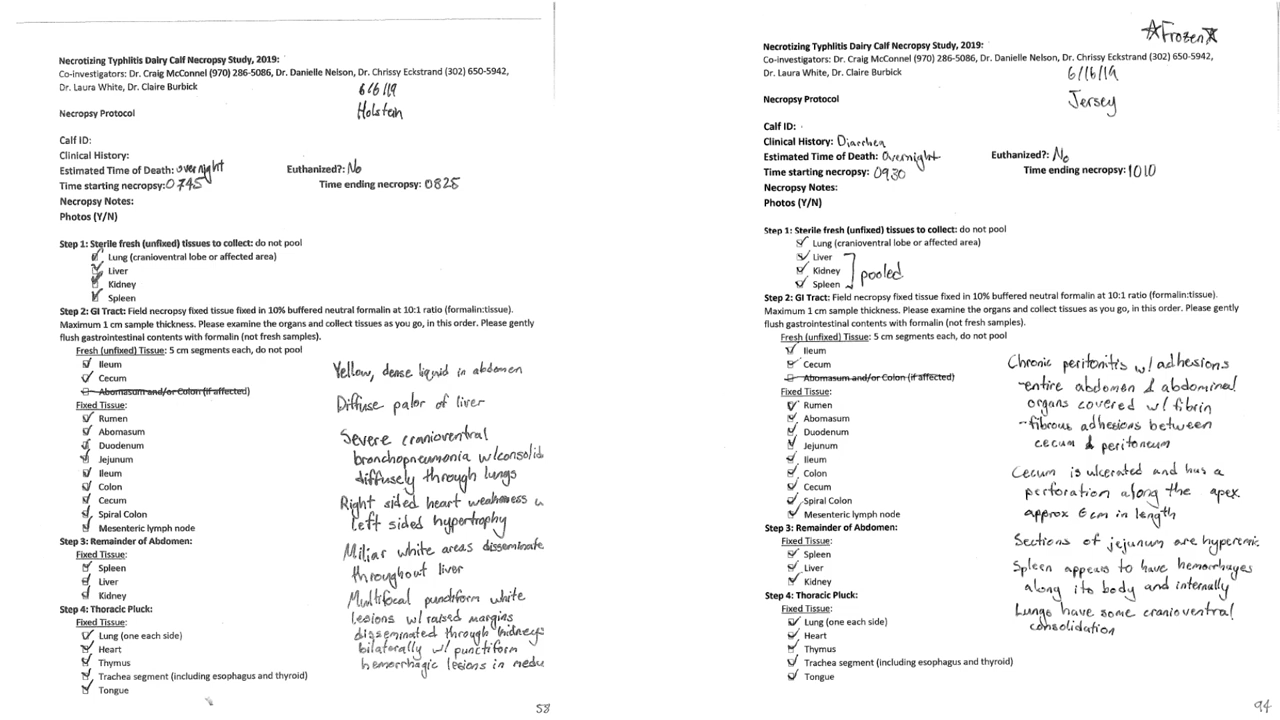 Necrotizing Typhlitis Dairy Calf Necropsy Study, 2019:
Co-investigators: Dr. Craig McConnel (970) 286-5086, Dr. Danielle Nelson, Dr. Chrissy Eckstrand (302) 650-5942,
Dr. Laura White, Dr. Claire Burbick
6/6/19
Holstein
Necropsy Protocol
Calf ID:
Clinical History:
Estimated Time of Death: overnight
Euthanized?: No
Time starting necropsy: 0745
Time ending necropsy: 0825
Necropsy Notes:
Photos (Y/N)
Step 1: Sterile fresh (unfixed) tissues to collect: do not pool
Lung (cranioventral lobe or affected area)
Liver
Kidney
Spleen
Step 2: GI Tract: Field necropsy fixed tissue fixed in 10% buffered neutral formalin at 10:1 ratio (formalin:tissue).
Maximum 1 cm sample thickness. Please examine the organs and collect tissues as you go, in this order. Please gently
flush gastrointestinal contents with formalin (not fresh samples).
Fresh (unfixed) Tissue: 5 cm segments each, do not pool
Ileum
Cecum
Abomasum and/or Colon (if affected)
Fixed Tissue:
Rumen
Abomasum
Duodenum
Jejunum
Ileum
Colon
Cecum
Spiral Colon
Mesenteric lymph node
Step 3: Remainder of Abdomen:
Fixed Tissue:
Spleen
Liver
Kidney
Step 4: Thoracic Pluck:
Fixed Tissue:
Lung (one each side)
Heart
Thymus
Trachea segment (including esophagus and thyroid)
Tongue
Yellow, dense liquid in abdomen
Diffuse palor of liver
Severe cranioventral
bronchopneumonia w/consolid
diffusely through lungs
Right sided heart weakness w
left sided hypertrophy
Miliar white areas disseminate
throughout liver
Multifocal punctiform white
lesions w/ raised margins
disseminated through kidneys
bilaterally w/ punctiform
hemorrhagic lesions in medu
58
☆Frozen☆
Necrotizing Typhlitis Dairy Calf Necropsy Study, 2019:
Co-investigators: Dr. Craig McConnel (970) 286-5086, Dr. Danielle Nelson, Dr. Chrissy Eckstrand (302) 650-5942,
Dr. Laura White, Dr. Claire Burbick
6/16/19
Jersey
Necropsy Protocol
Calf ID:
Clinical History: Diarrhea
Estimated Time of Death: Overnight
Euthanized?: No
Time starting necropsy: 0930
Time ending necropsy: 1010
Necropsy Notes:
Photos (Y/N)
Step 1: Sterile fresh (unfixed) tissues to collect: do not pool
Lung (cranioventral lobe or affected area)
Liver
Kidney
Spleen
pooled
Step 2: GI Tract: Field necropsy fixed tissue fixed in 10% buffered neutral formalin at 10:1 ratio (formalin:tissue).
Maximum 1 cm sample thickness. Please examine the organs and collect tissues as you go, in this order. Please gently
flush gastrointestinal contents with formalin (not fresh samples).
Fresh (unfixed) Tissue: 5 cm segments each, do not pool
Ileum
Cecum
Abomasum and/or Colon (if affected)
Fixed Tissue:
Rumen
Abomasum
Duodenum
Jejunum
Ileum
Colon
Cecum
Spiral Colon
Mesenteric lymph node
Step 3: Remainder of Abdomen:
Fixed Tissue:
Spleen
Liver
Kidney
Step 4: Thoracic Pluck:
Fixed Tissue:
Lung (one each side)
Heart
Thymus
Trachea segment (including esophagus and thyroid)
Tongue
Chronic peritonitis w/ adhesions
-entire abdomen & abdominal
organs covered w/ fibrin
-fibrous adhesions between
cecum & peritoneum
Cecum is ulcerated and has a
perforation along the apex
approx 6cm in length
Sections of jejunum are hyperemic
Spleen appears to have hemorrhages
along its body and internally
Lungs have some cranioventral
consolidation
94